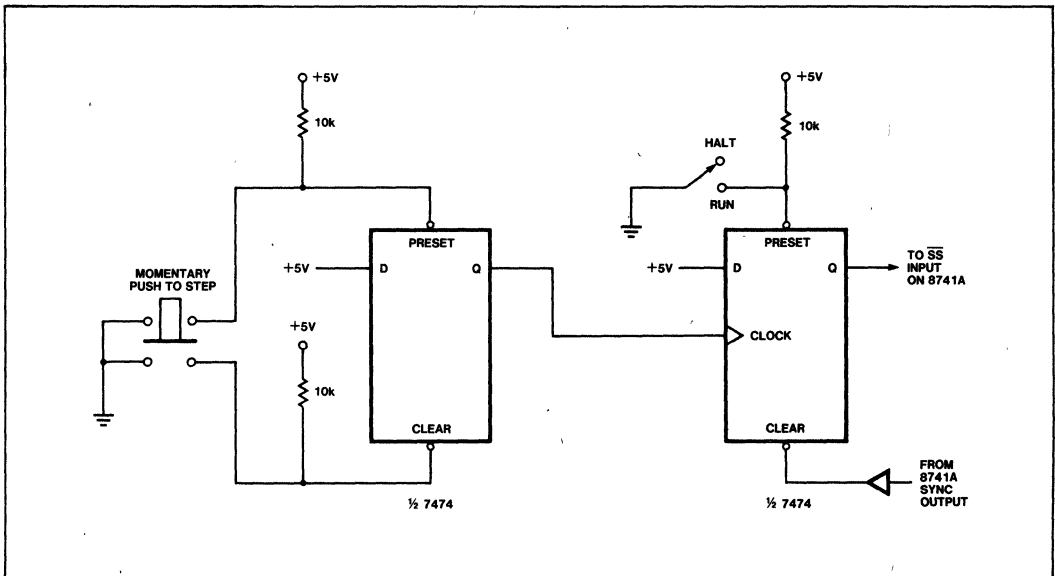 +5V
10k
+5V
10k
HALT
RUN
PRESET
+5V
D
Q
MOMENTARY
PUSH TO STEP
+5V
10k
CLEAR
½ 7474
PRESET
+5V
D
Q
CLOCK
CLEAR
½ 7474
TO S̅S̅
INPUT
ON 8741A
FROM
8741A
SYNC
OUTPUT